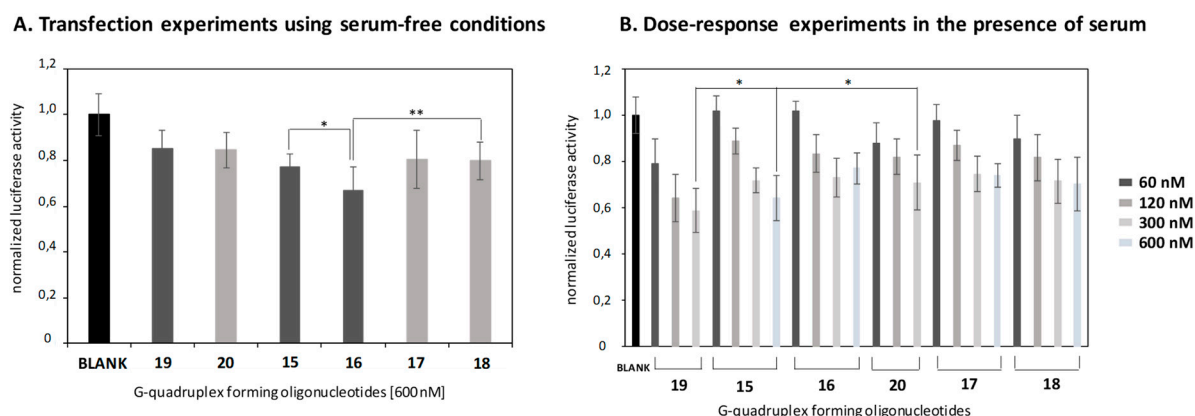 A. Transfection experiments using serum-free conditions
1,2
1,0
0,8
0,6
0,4
0,2
0
normalized luciferase activity
*
**
BLANK 19 20 15 16 17 18
G-quadruplex forming oligonucleotides [600nM]
B. Dose-response experiments in the presence of serum
1,2
1,0
0,8
0,6
0,4
0,2
0
normalized luciferase activity
* *
BLANK
19 15 16 20 17 18
G-quadruplex forming oligonucleotides
60 nM
120 nM
300 nM
600 nM